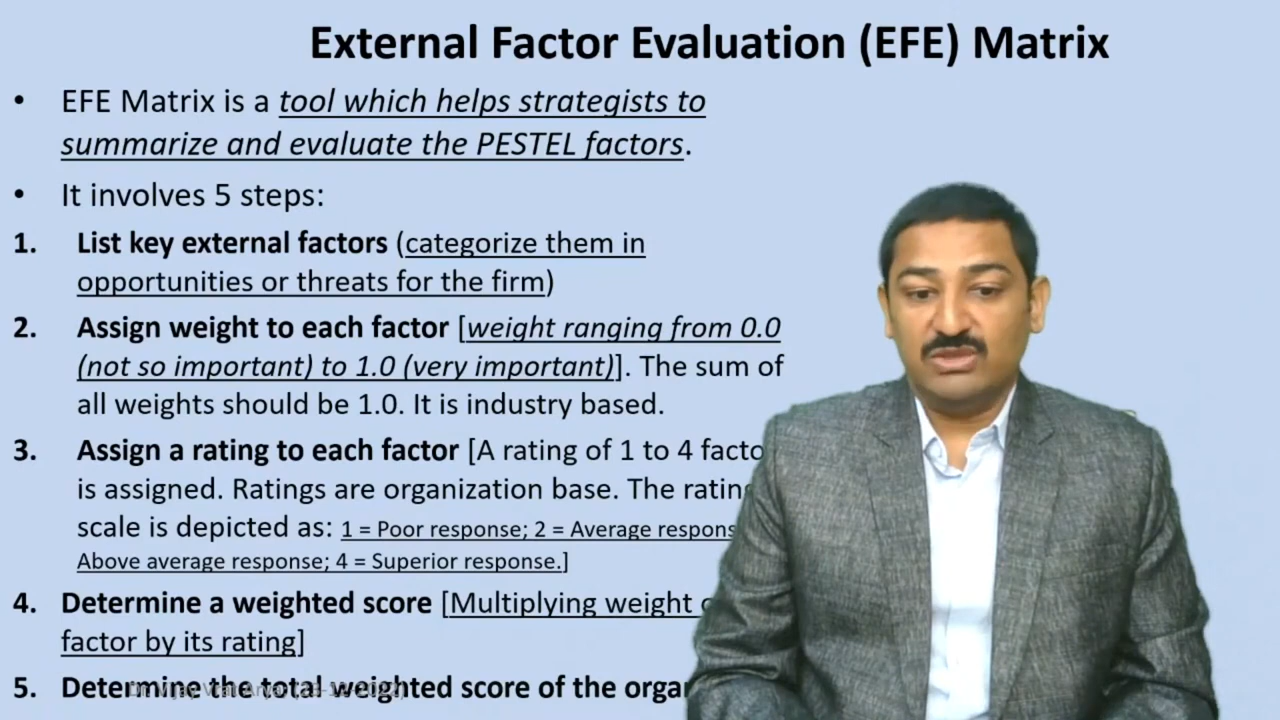 External Factor Evaluation (EFE) Matrix
• EFE Matrix is a tool which helps strategists to
summarize and evaluate the PESTEL factors.
• It involves 5 steps:
1. List key external factors (categorize them in
opportunities or threats for the firm)
2. Assign weight to each factor [weight ranging from 0.0
(not so important) to 1.0 (very important)]. The sum of
all weights should be 1.0. It is industry based.
3. Assign a rating to each factor [A rating of 1 to 4
is assigned. Ratings are organization base. The
scale is depicted as: 1 = Poor response; 2 = Average
Above average response; 4 = Superior response.]
4. Determine a weighted score [Multiplying weight
factor by its rating]
5. Determine the total weighted score of the